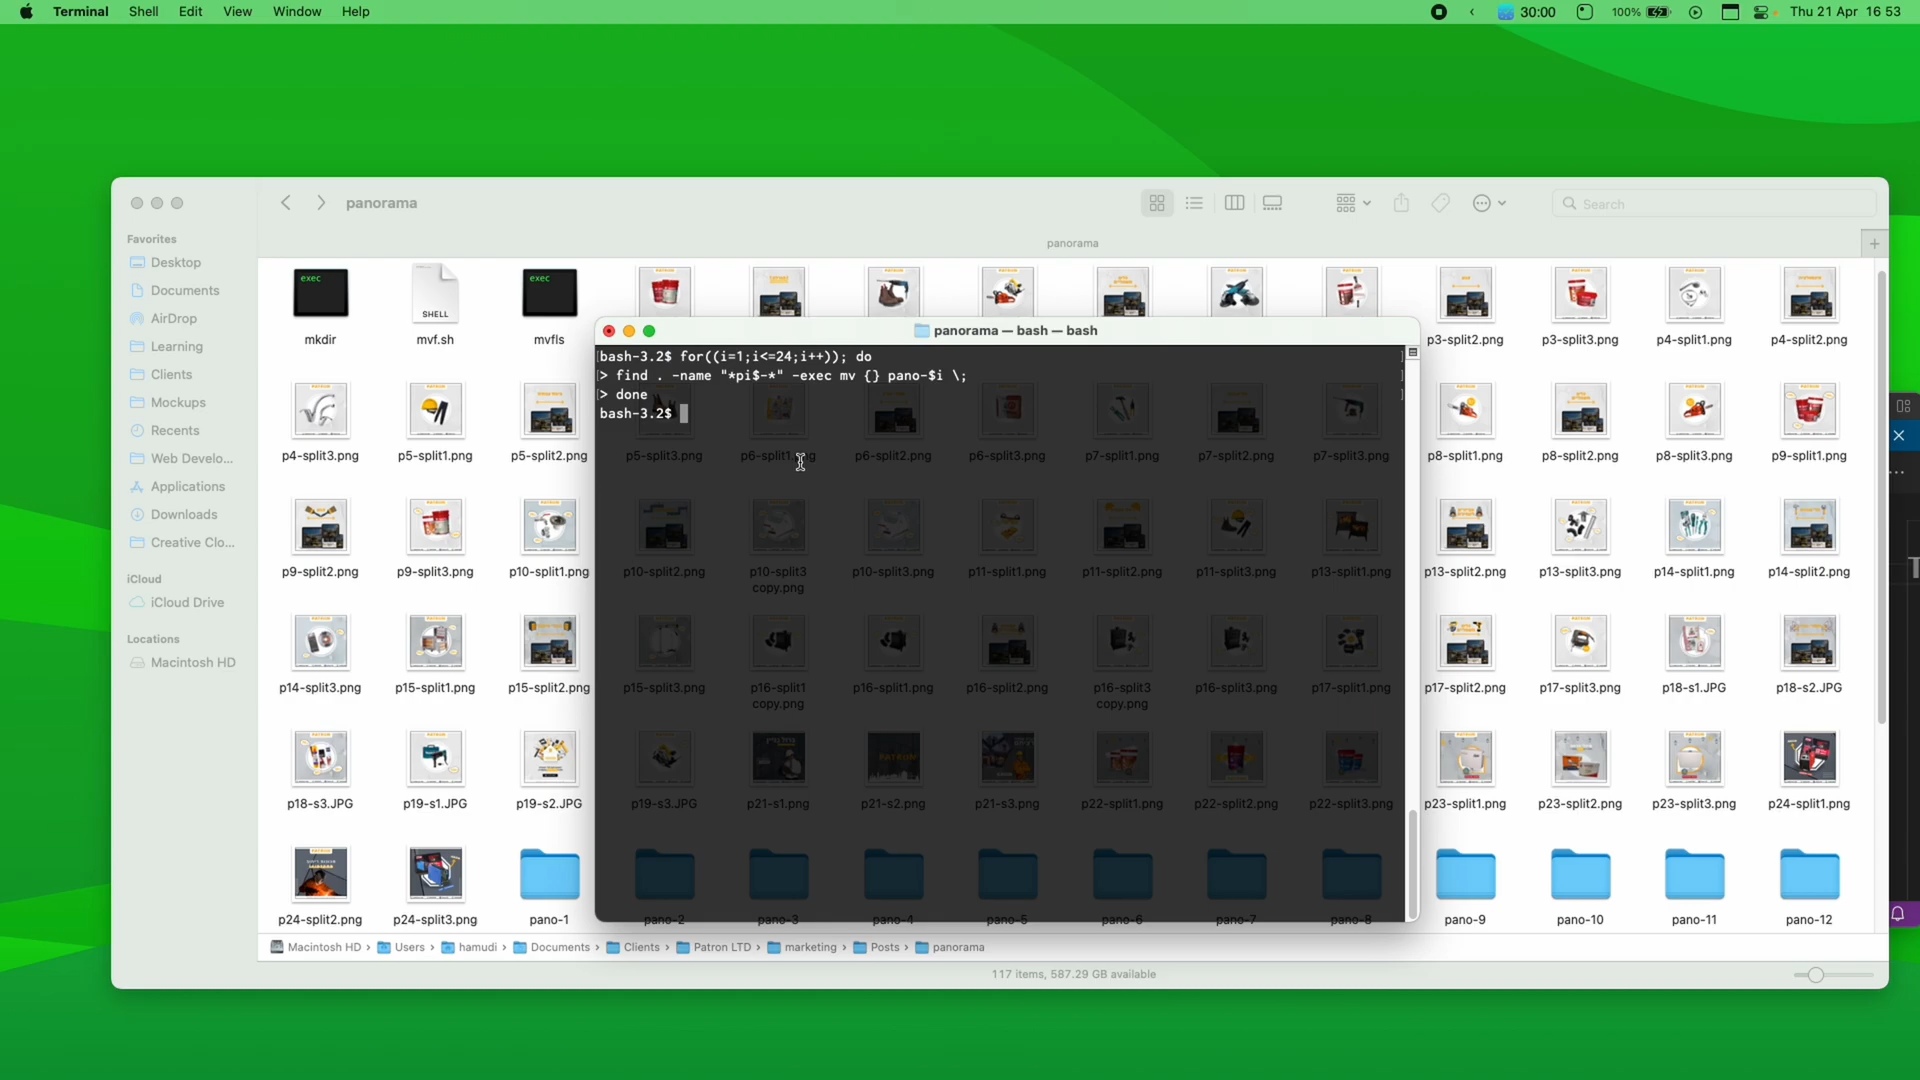 Terminal Shell Edit View Window Help
30:00 100% Thu 21 Apr 16 53
panorama
Search
panorama
Favorites
Desktop
Documents
AirDrop
Learning
Clients
Mockups
Recents
Web Develo...
Applications
Downloads
Creative Clo...
iCloud
iCloud Drive
Locations
Macintosh HD
exec
SHELL
exec
mkdir mvf.sh mvfls p3-split2.png p3-split3.png p4-split1.png p4-split2.png
panorama — bash — bash
bash-3.2$ for((i=1;i<=24;i++)); do
> find . -name "*pi$-*" -exec mv {} pano-$i \;
> done
bash-3.2$
p4-split3.png p5-split1.png p5-split2.png p5-split3.png p6-split1.png p6-split2.png p6-split3.png p7-split1.png p7-split2.png p7-split3.png p8-split1.png p8-split2.png p8-split3.png p9-split1.png
p9-split2.png p9-split3.png p10-split1.png p10-split2.png p10-split3 copy.png p10-split3.png p11-split1.png p11-split2.png p11-split3.png p13-split1.png p13-split2.png p13-split3.png p14-split1.png p14-split2.png
p14-split3.png p15-split1.png p15-split2.png p15-split3.png p16-split1 copy.png p16-split1.png p16-split2.png p16-split3 copy.png p16-split3.png p17-split1.png p17-split2.png p17-split3.png p18-s1.JPG p18-s2.JPG
p18-s3.JPG p19-s1.JPG p19-s2.JPG p19-s3.JPG p21-s1.png p21-s2.png p21-s3.png p22-split1.png p22-split2.png p22-split3.png p23-split1.png p23-split2.png p23-split3.png p24-split1.png
p24-split2.png p24-split3.png pano-1 pano-2 pano-3 pano-4 pano-5 pano-6 pano-7 pano-8 pano-9 pano-10 pano-11 pano-12
Macintosh HD › Users › hamudi › Documents › Clients › Patron LTD › marketing › Posts › panorama
117 items, 587.29 GB available